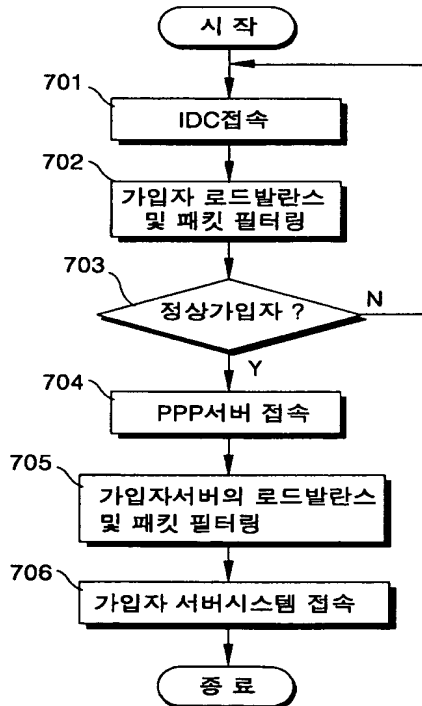 시 작
701
IDC접속
702
가입자 로드발란스
및 패킷 필터링
703
정상가입자 ?
N
Y
704
PPP서버 접속
705
가입자서버의 로드발란스
및 패킷 필터링
706
가입자 서버시스템 접속
종 료